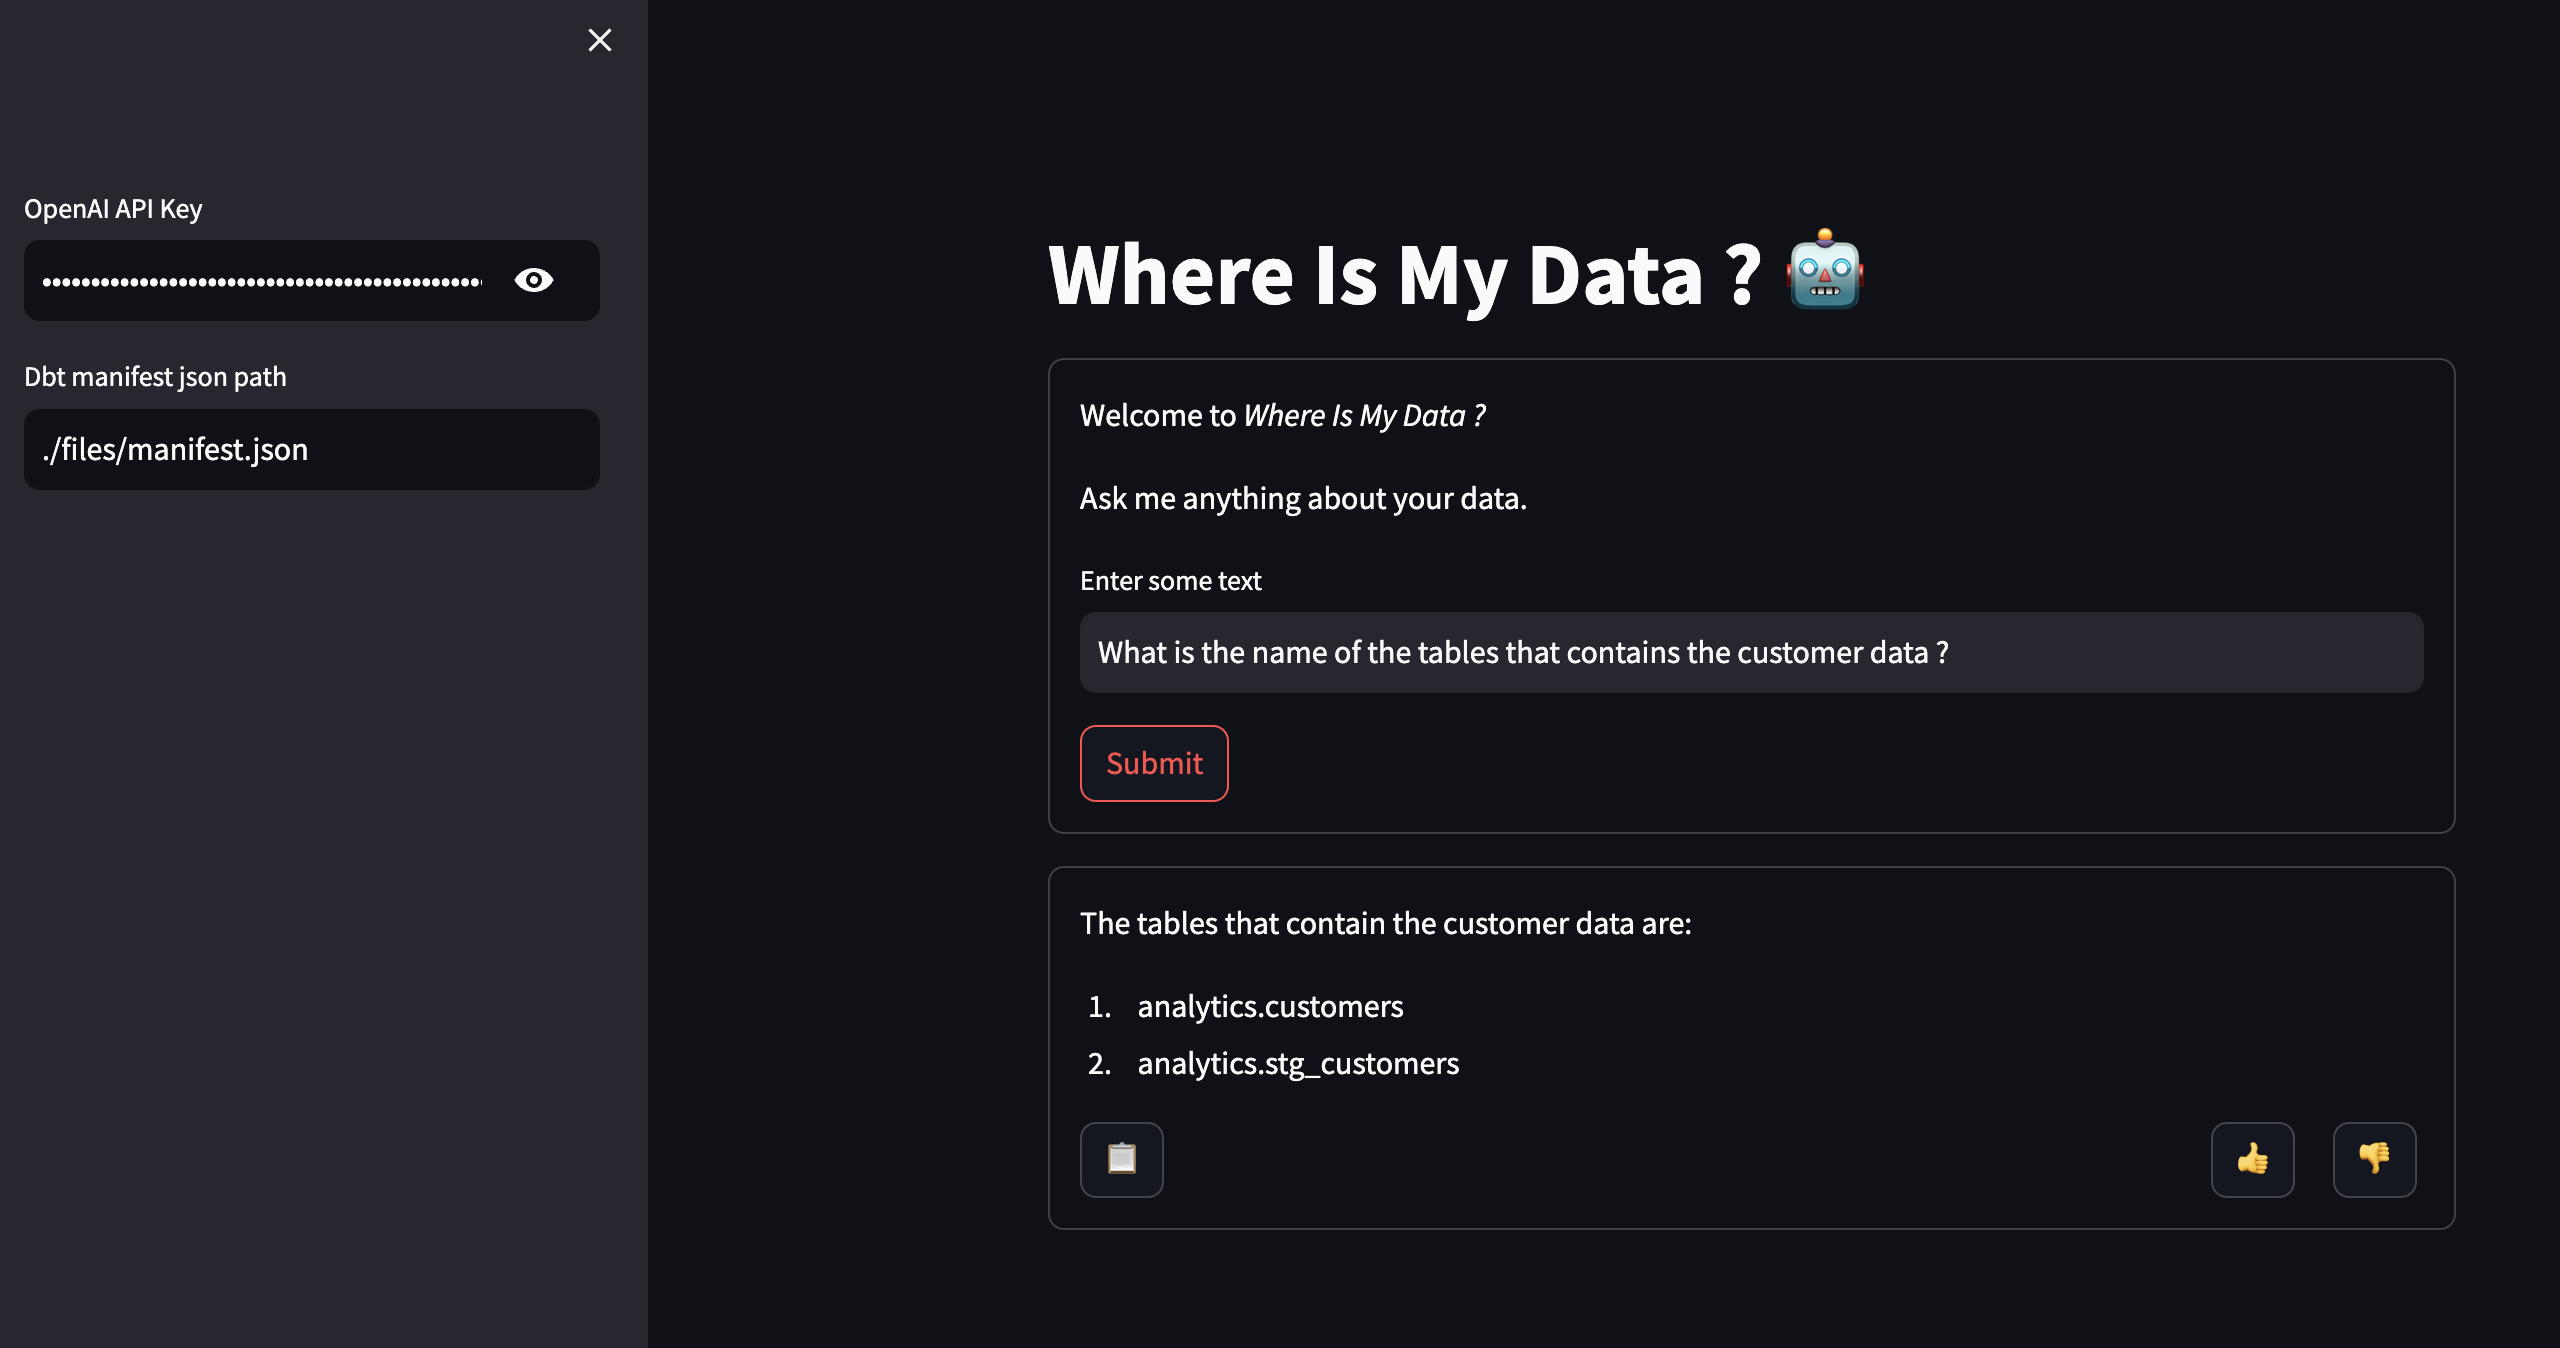 OpenAI API Key
••••••••••••••••••••••••••••••••••••••••••••••
Dbt manifest json path
./files/manifest.json
Where Is My Data ? 🤖
Welcome to Where Is My Data ?
Ask me anything about your data.
Enter some text
What is the name of the tables that contains the customer data ?
Submit
The tables that contain the customer data are:
1. analytics.customers
2. analytics.stg_customers